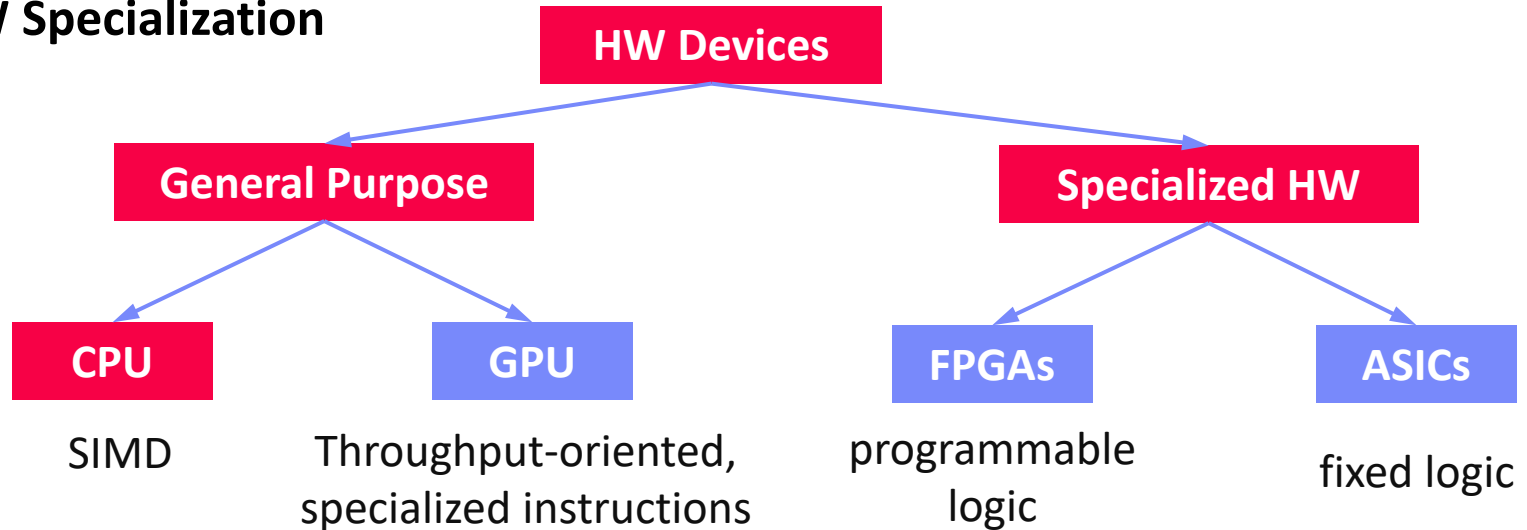 Specialization
HW Devices
General Purpose
Specialized HW
CPU
GPU
FPGAs
ASICs
SIMD
Throughput-oriented,
specialized instructions
programmable
logic
fixed logic